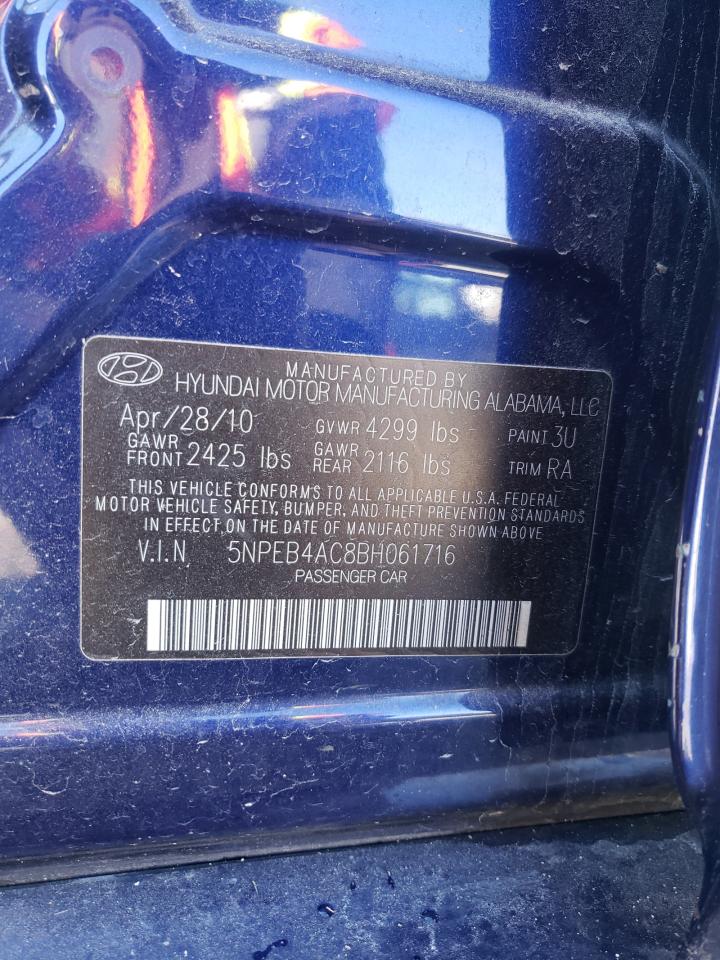 MANUFACTURED BY
HYUNDAI MOTOR MANUFACTURING ALABAMA, LLC
Apr/28/10 GVWR 4299 lbs PAINT 3U
GAWR FRONT 2425 lbs GAWR REAR 2116 lbs TRIM RA
THIS VEHICLE CONFORMS TO ALL APPLICABLE U.S.A. FEDERAL
MOTOR VEHICLE SAFETY, BUMPER, AND THEFT PREVENTION STANDARDS
IN EFFECT ON THE DATE OF MANUFACTURE SHOWN ABOVE
V.I.N 5NPEB4AC8BH061716
PASSENGER CAR